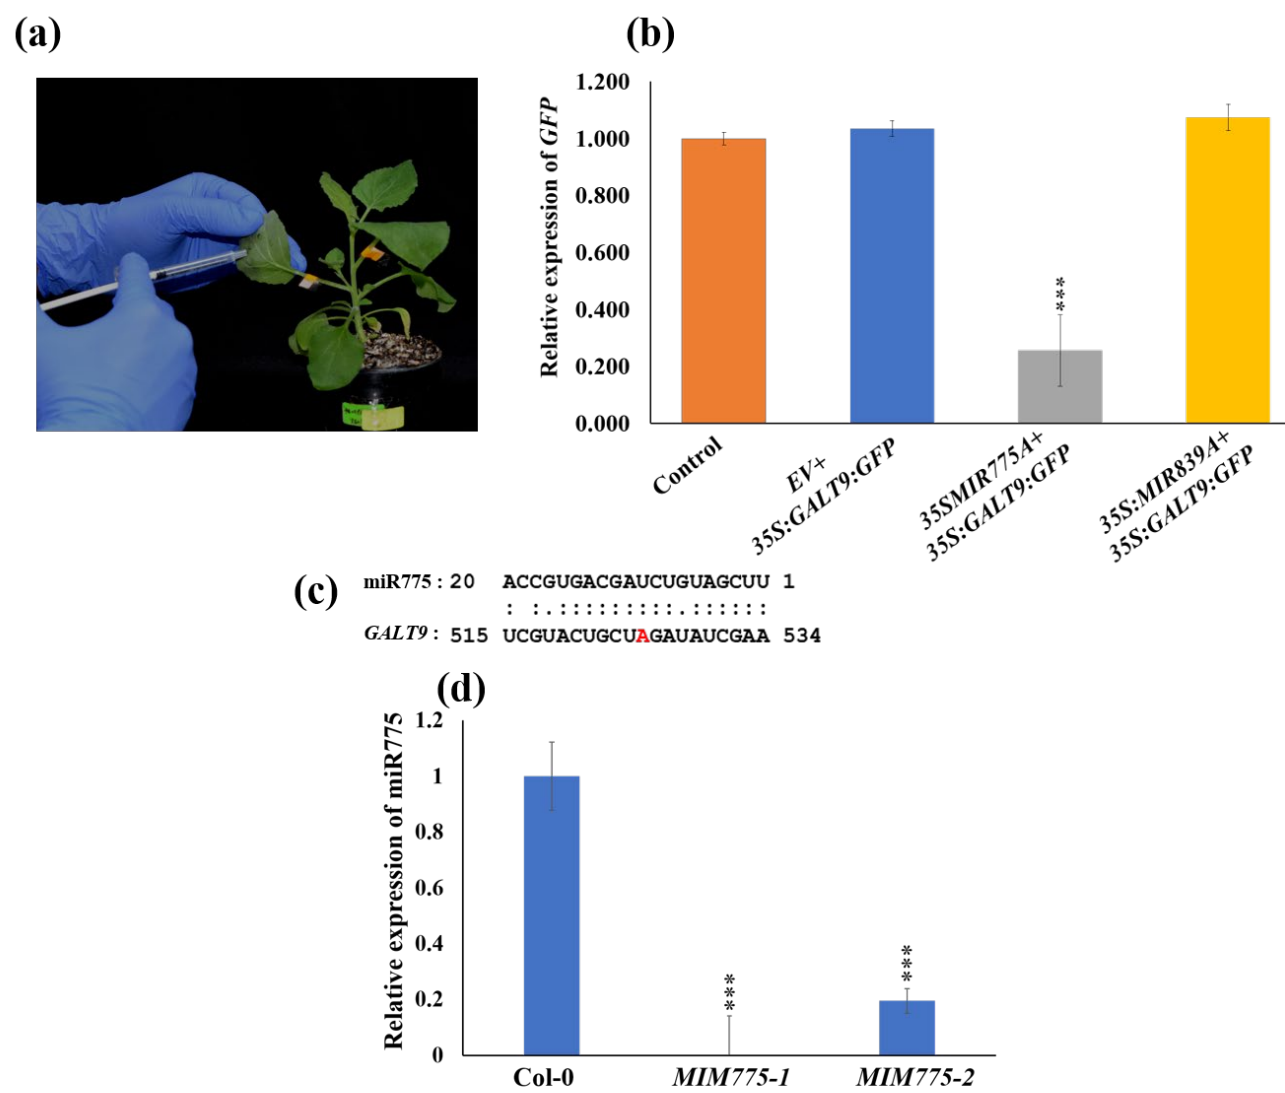 (a)
(b)
Relative expression of GFP
1.200
1.000
0.800
0.600
0.400
0.200
0.000
***
Control
EV+
35S:GALT9:GFP
35SMIR775A+
35S:GALT9:GFP
35S:MIR839A+
35S:GALT9:GFP
(c)
miR775 : 20 ACCGUGACGAUCUGUAGCUU 1
: :.:::::::::.::::::
GALT9 : 515 UCGUACUGCUAGAUAUCGAA 534
(d)
Relative expression of miR775
1.2
1
0.8
0.6
0.4
0.2
0
***
***
Col-0
MIM775-1
MIM775-2